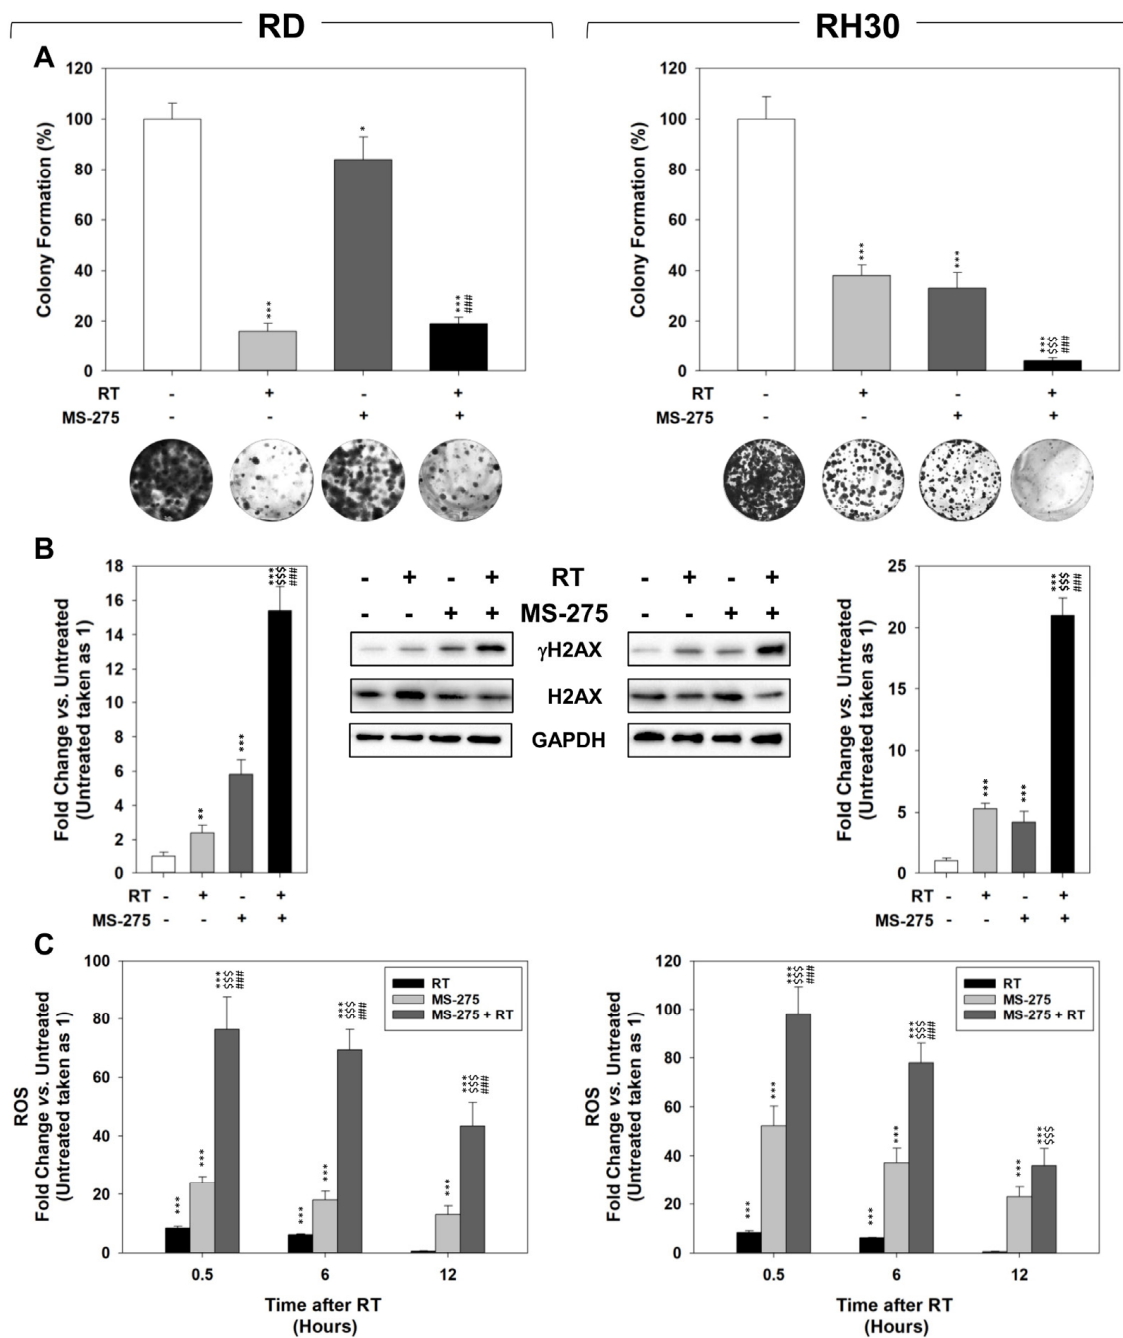 RD RH30
A
120 120
100 100
80 80
60 60
40 40
20 20
0 0
Colony Formation (%) Colony Formation (%)
* *** *** ###
*** *** *** $$$ ###
RT - + - + - + - + RT
MS-275 - - + + - - + + MS-275
B
18
16
14
12
10
8
6
4
2
0
Fold Change vs. Untreated
(Untreated taken as 1)
** *** *** $$$ ###
RT - + - +
MS-275 - - + +
- + - + RT - + - +
- - + + MS-275 - - + +
γH2AX
H2AX
GAPDH
25
20
15
10
5
0
Fold Change vs. Untreated
(Untreated taken as 1)
*** *** *** $$$ ###
RT - + - +
MS-275 - - + +
C
100
80
60
40
20
0
ROS
Fold Change vs. Untreated
(Untreated taken as 1)
RT
MS-275
MS-275 + RT
*** *** *** $$$ ###
*** *** *** $$$ ###
*** *** $$$ ###
0.5 6 12
Time after RT
(Hours)
120
100
80
60
40
20
0
ROS
Fold Change vs. Untreated
(Untreated taken as 1)
RT
MS-275
MS-275 + RT
*** *** *** $$$ ###
*** *** *** $$$ ###
*** *** $$$
0.5 6 12
Time after RT
(Hours)